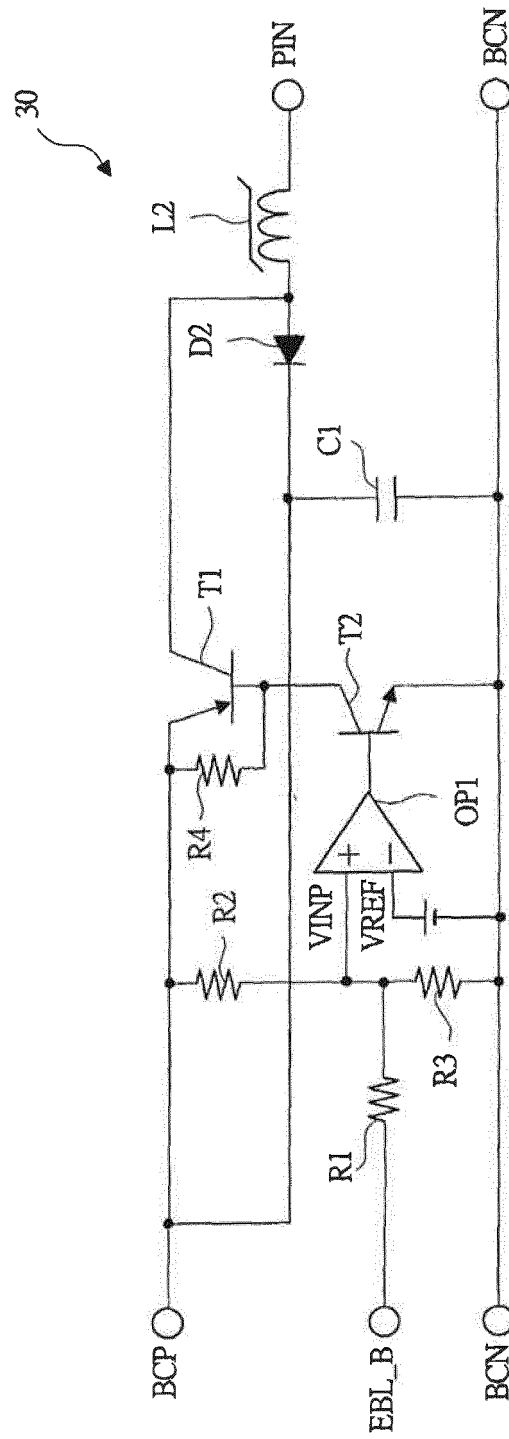 30
PIN
BCN
L2
D2
C1
T1
T2
R4
OP1
R2
VINP
VREF
+
−
R3
R1
BCP
EBL_B
BCN